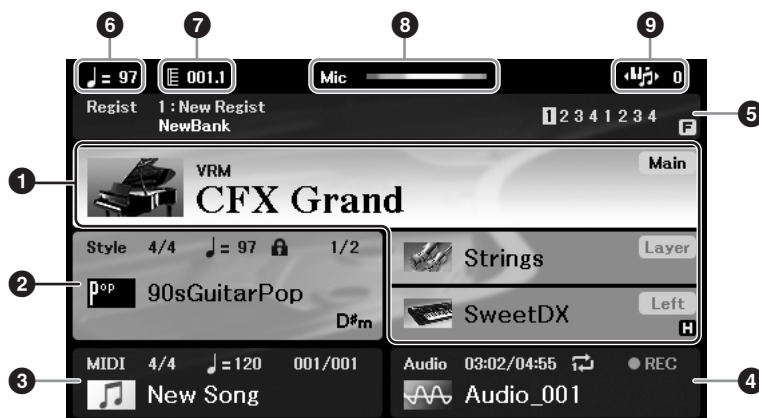 6 7 8 9
♩= 97 001.1 Mic 0
Regist 1 : New Regist
NewBank
1 2 3 4 1 2 3 4
F
5
1
VRM
CFX Grand
Main
Style 4/4 ♩= 97 1/2
Pop 90sGuitarPop
D#m
2
Strings Layer
SweetDX Left
H
MIDI 4/4 ♩=120 001/001
New Song
3
Audio 03:02/04:55 ●REC
Audio_001
4